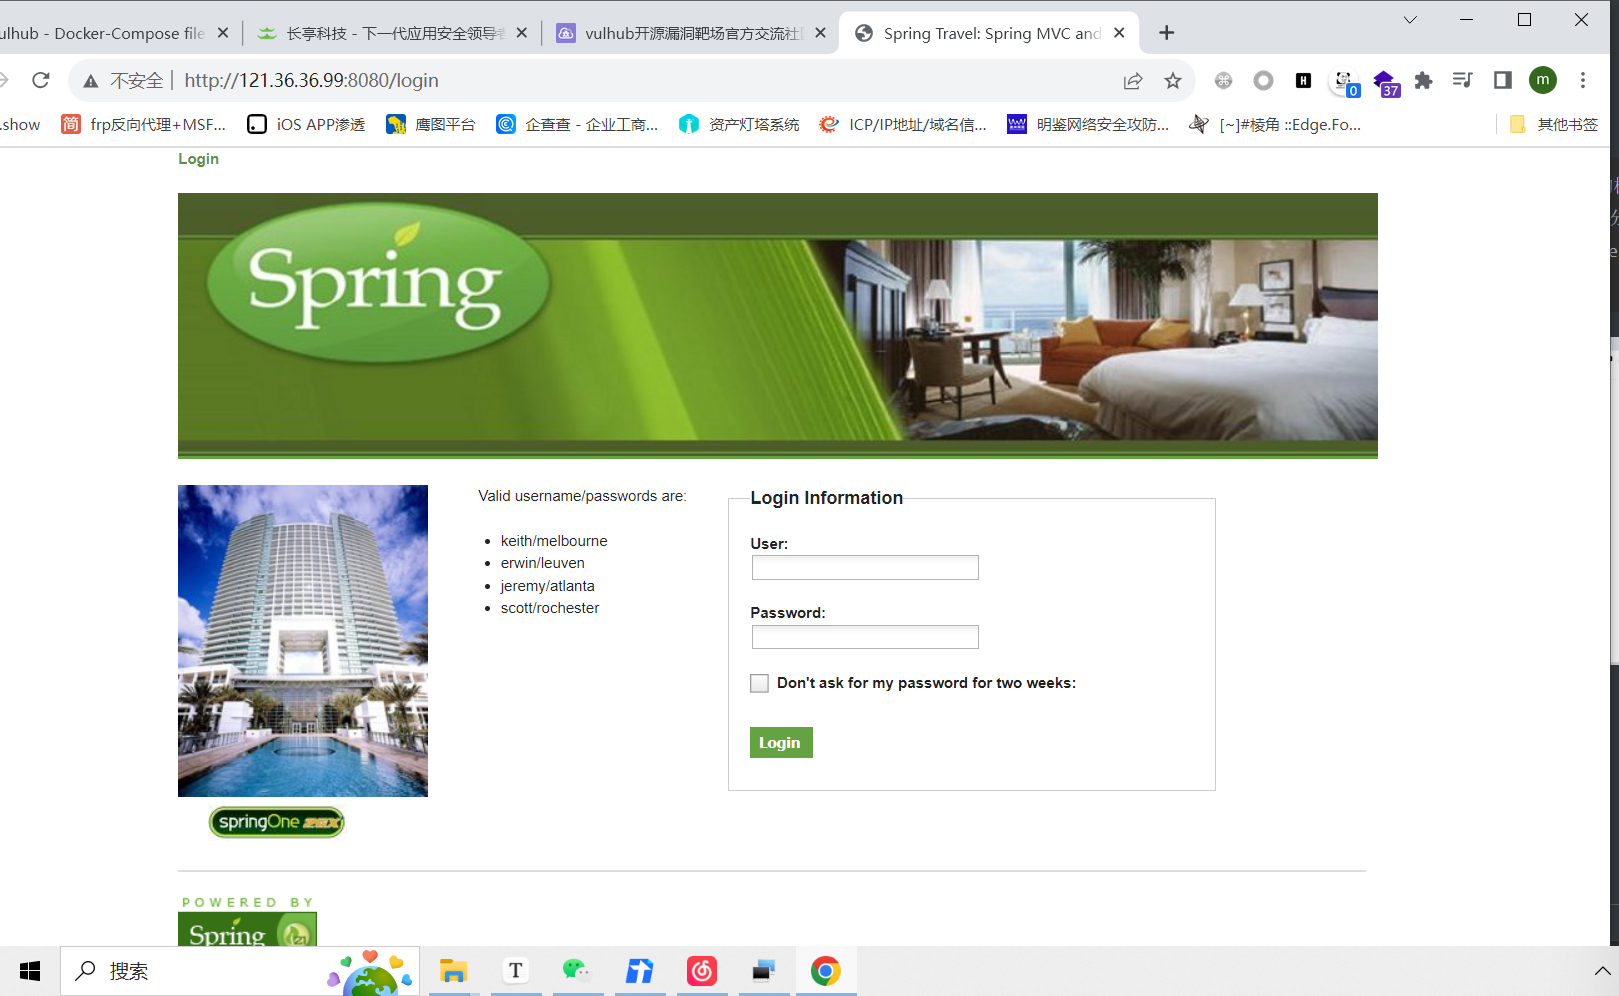 ulhub - Docker-Compose file
长亭科技 - 下一代应用安全领导者
vulhub开源漏洞靶场官方交流社
Spring Travel: Spring MVC and
不安全
http://121.36.36.99:8080/login
0
37
m
.show
简
frp反向代理+MSF...
iOS APP渗透
鹰图平台
企查查 - 企业工商...
资产灯塔系统
ICP/IP地址/域名信...
明鉴网络安全攻防...
[~]#棱角 ::Edge.Fo...
其他书签
Login
Spring
Valid username/passwords are:
keith/melbourne
erwin/leuven
jeremy/atlanta
scott/rochester
Login Information
User:
Password:
Don't ask for my password for two weeks:
Login
springOne 2GX
POWERED BY
Spring
搜索
T